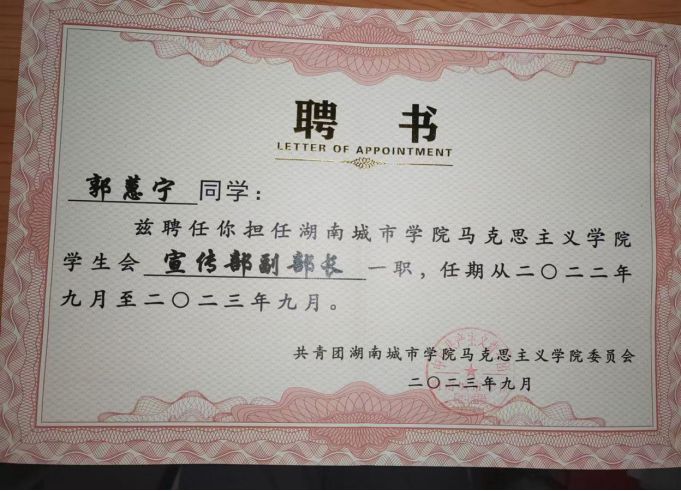 聘 书
LETTER OF APPOINTMENT
郭蕙宁 同学：
兹聘任你担任湖南城市学院马克思主义学院
学生会 宣传部副部长 一职，任期从二〇二二年
九月至二〇二三年九月。
共青团湖南城市学院马克思主义学院委员会
二〇二三年九月